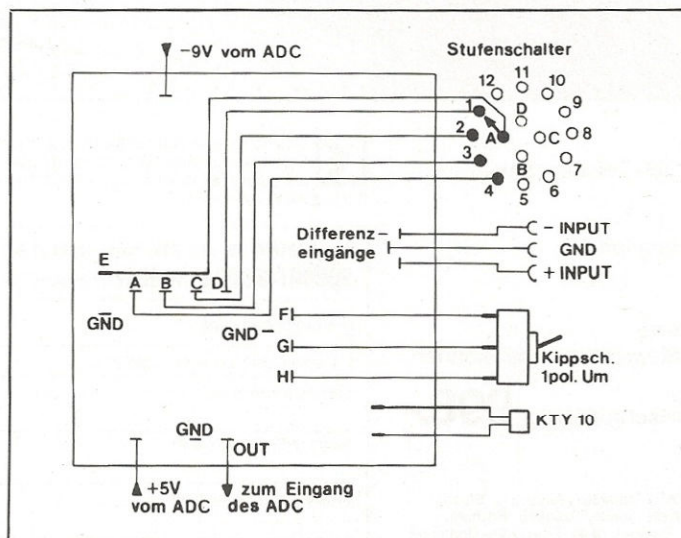 -9V vom ADC
Stufenschalter
11
12
10
1
D
9
2
A
C
8
3
B
7
4
5
6
Differenz-
eingänge
- INPUT
GND
+ INPUT
E
A B C D
GND
GND
F
G
H
Kippsch.
1pol. Um
KTY 10
GND
OUT
+5V
vom ADC
zum Eingang
des ADC